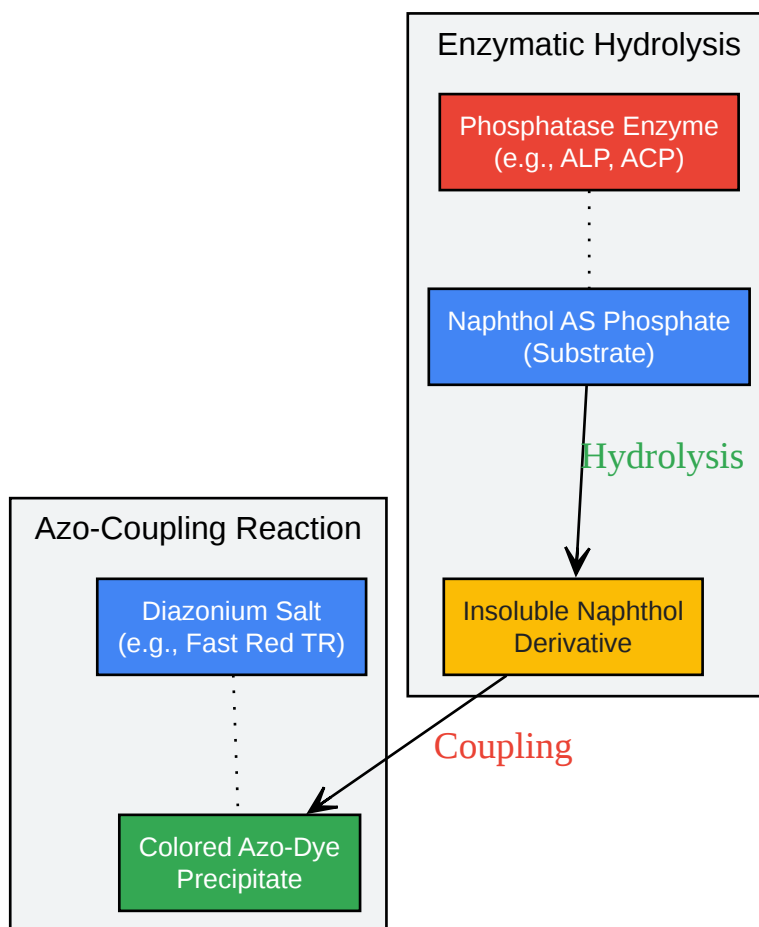 Enzymatic Hydrolysis
Phosphatase Enzyme
(e.g., ALP, ACP)
Naphthol AS Phosphate
(Substrate)
Hydrolysis
Insoluble Naphthol
Derivative
Coupling
Azo-Coupling Reaction
Diazonium Salt
(e.g., Fast Red TR)
Colored Azo-Dye
Precipitate